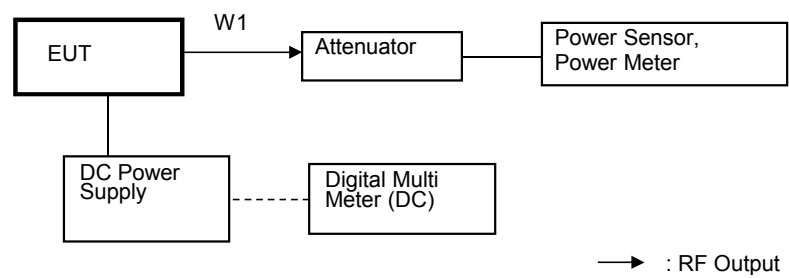 W1
EUT
Attenuator
Power Sensor,
Power Meter
DC Power
Supply
Digital Multi
Meter (DC)
: RF Output